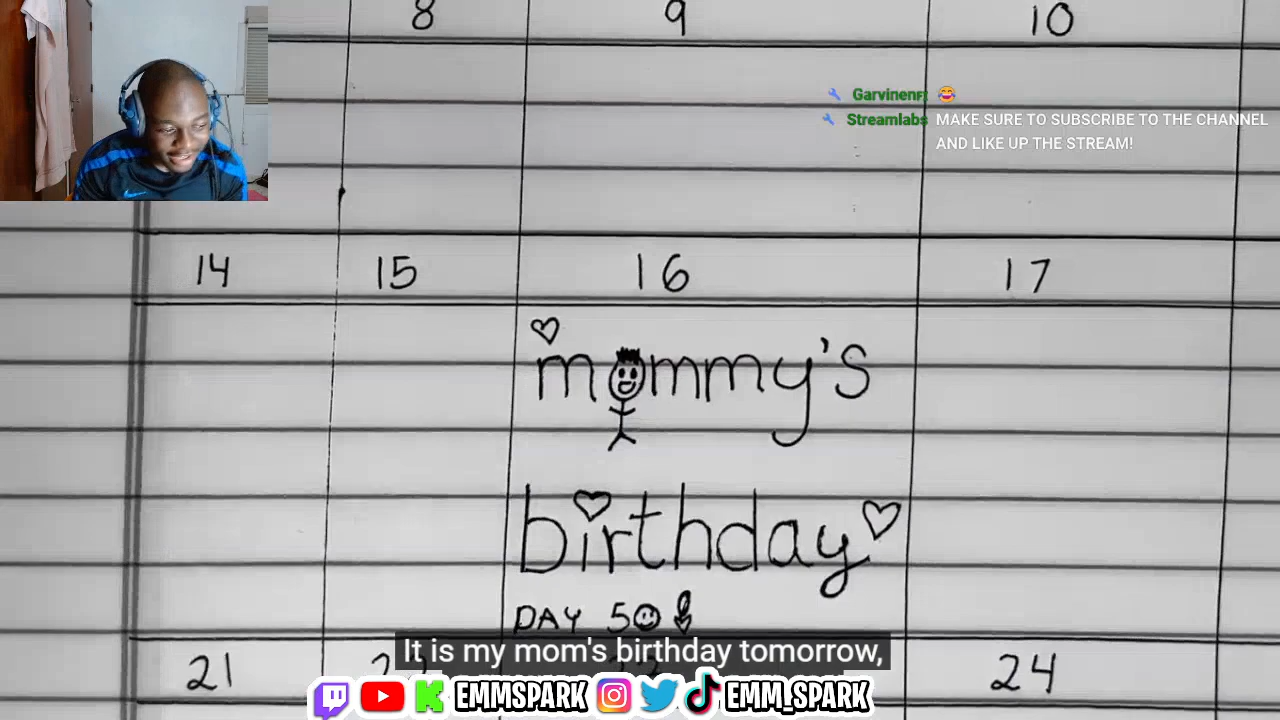 8 9 10
Garvinenft 😂
Streamlabs MAKE SURE TO SUBSCRIBE TO THE CHANNEL
AND LIKE UP THE STREAM!
14 15 16 17
mommy's
birthday
DAY 50
It is my mom's birthday tomorrow,
21 24
EMMSPARK EMM_SPARK